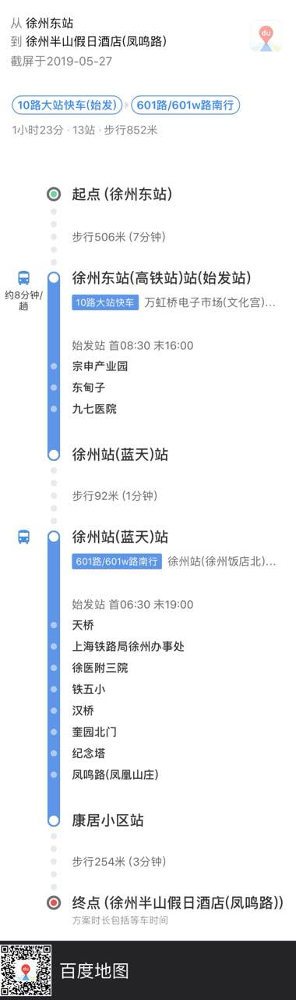 从 徐州东站
到 徐州半山假日酒店(凤鸣路)
截屏于2019-05-27
du
10路大站快车(始发)
601路/601w路南行
1小时23分 · 13站 · 步行852米
起点 (徐州东站)
步行506米 (7分钟)
徐州东站(高铁站)站(始发站)
约8分钟/
趟
10路大站快车 万虹桥电子市场(文化宫)...
始发站 首08:30 末16:00
宗申产业园
东甸子
九七医院
徐州站(蓝天)站
步行92米 (1分钟)
徐州站(蓝天)站
601路/601w路南行 徐州站(徐州饭店北)...
始发站 首06:30 末19:00
天桥
上海铁路局徐州办事处
徐医附三院
铁五小
汉桥
奎园北门
纪念塔
凤鸣路(凤凰山庄)
康居小区站
步行254米 (3分钟)
终点 (徐州半山假日酒店(凤鸣路))
方案时长包括等车时间
du
百度地图